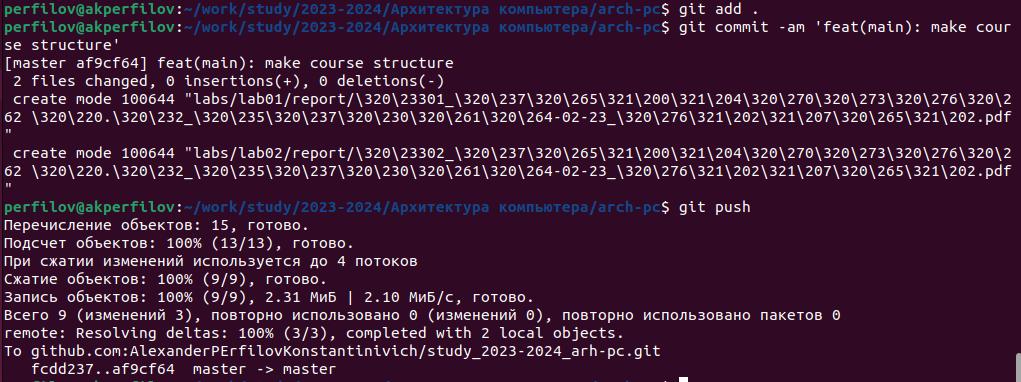 perfilov@akperfilov:~/work/study/2023-2024/Архитектура компьютера/arch-pc$ git add .
perfilov@akperfilov:~/work/study/2023-2024/Архитектура компьютера/arch-pc$ git commit -am 'feat(main): make cour
se structure'
[master af9cf64] feat(main): make course structure
 2 files changed, 0 insertions(+), 0 deletions(-)
 create mode 100644 "labs/lab01/report/\320\23301_\320\237\320\265\321\200\321\204\320\270\320\273\320\276\320\2
62 \320\220.\320\232_\320\235\320\237\320\230\320\261\320\264-02-23_\320\276\321\202\321\207\320\265\321\202.pdf
"
 create mode 100644 "labs/lab02/report/\320\23302_\320\237\320\265\321\200\321\204\320\270\320\273\320\276\320\2
62 \320\220.\320\232_\320\235\320\237\320\230\320\261\320\264-02-23_\320\276\321\202\321\207\320\265\321\202.pdf
"
perfilov@akperfilov:~/work/study/2023-2024/Архитектура компьютера/arch-pc$ git push
Перечисление объектов: 15, готово.
Подсчет объектов: 100% (13/13), готово.
При сжатии изменений используется до 4 потоков
Сжатие объектов: 100% (9/9), готово.
Запись объектов: 100% (9/9), 2.31 МиБ | 2.10 МиБ/с, готово.
Всего 9 (изменений 3), повторно использовано 0 (изменений 0), повторно использовано пакетов 0
remote: Resolving deltas: 100% (3/3), completed with 2 local objects.
To github.com:AlexanderPErfilovKonstantinivich/study_2023-2024_arh-pc.git
   fcdd237..af9cf64  master -> master